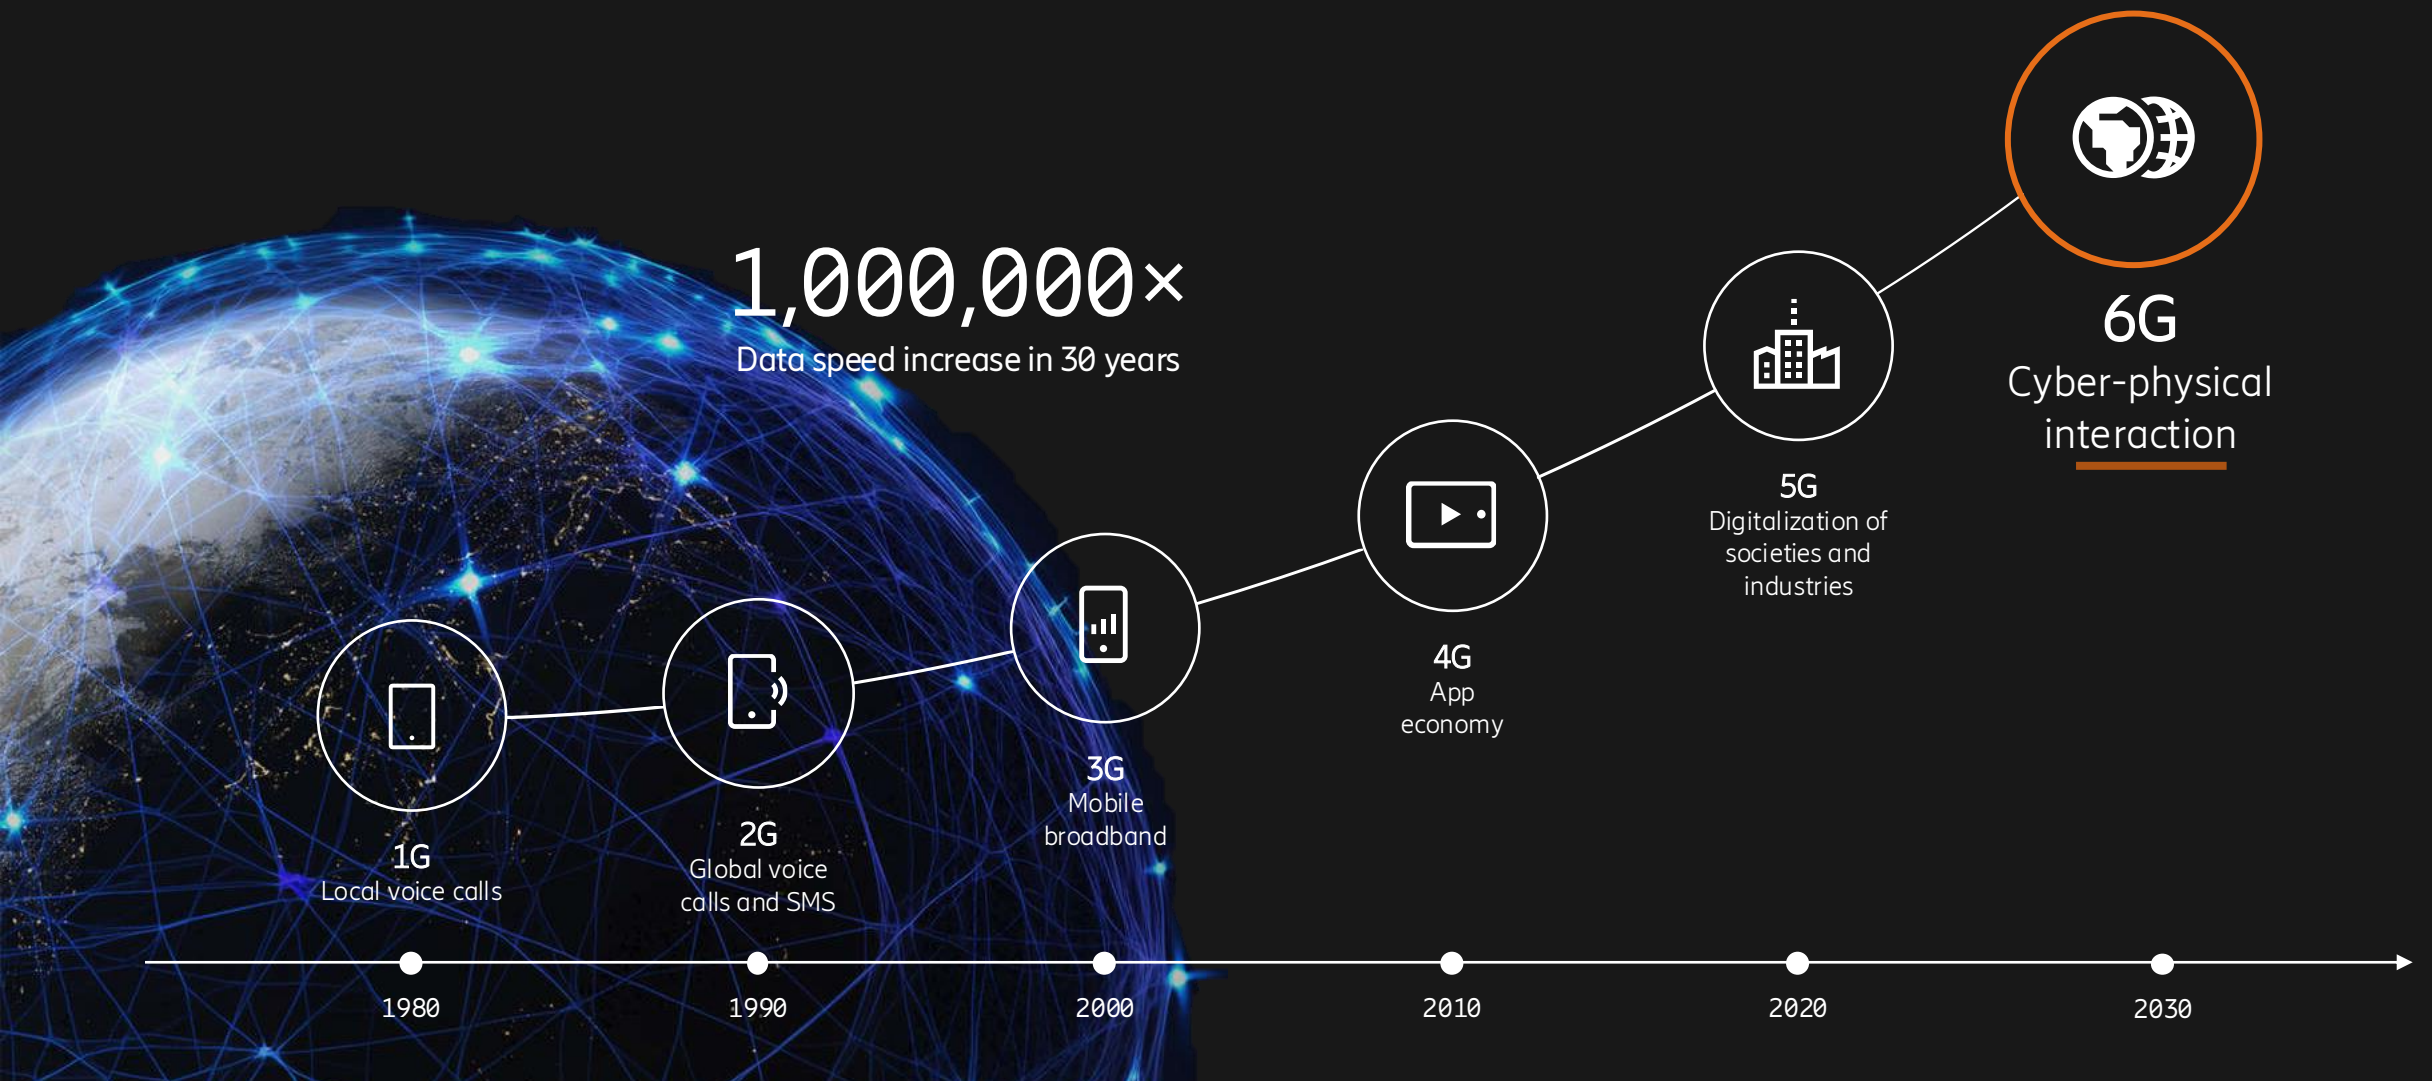 1,000,000×
Data speed increase in 30 years
1G
Local voice calls
2G
Global voice
calls and SMS
3G
Mobile
broadband
4G
App
economy
5G
Digitalization of
societies and
industries
6G
Cyber-physical
interaction
1980
1990
2000
2010
2020
2030